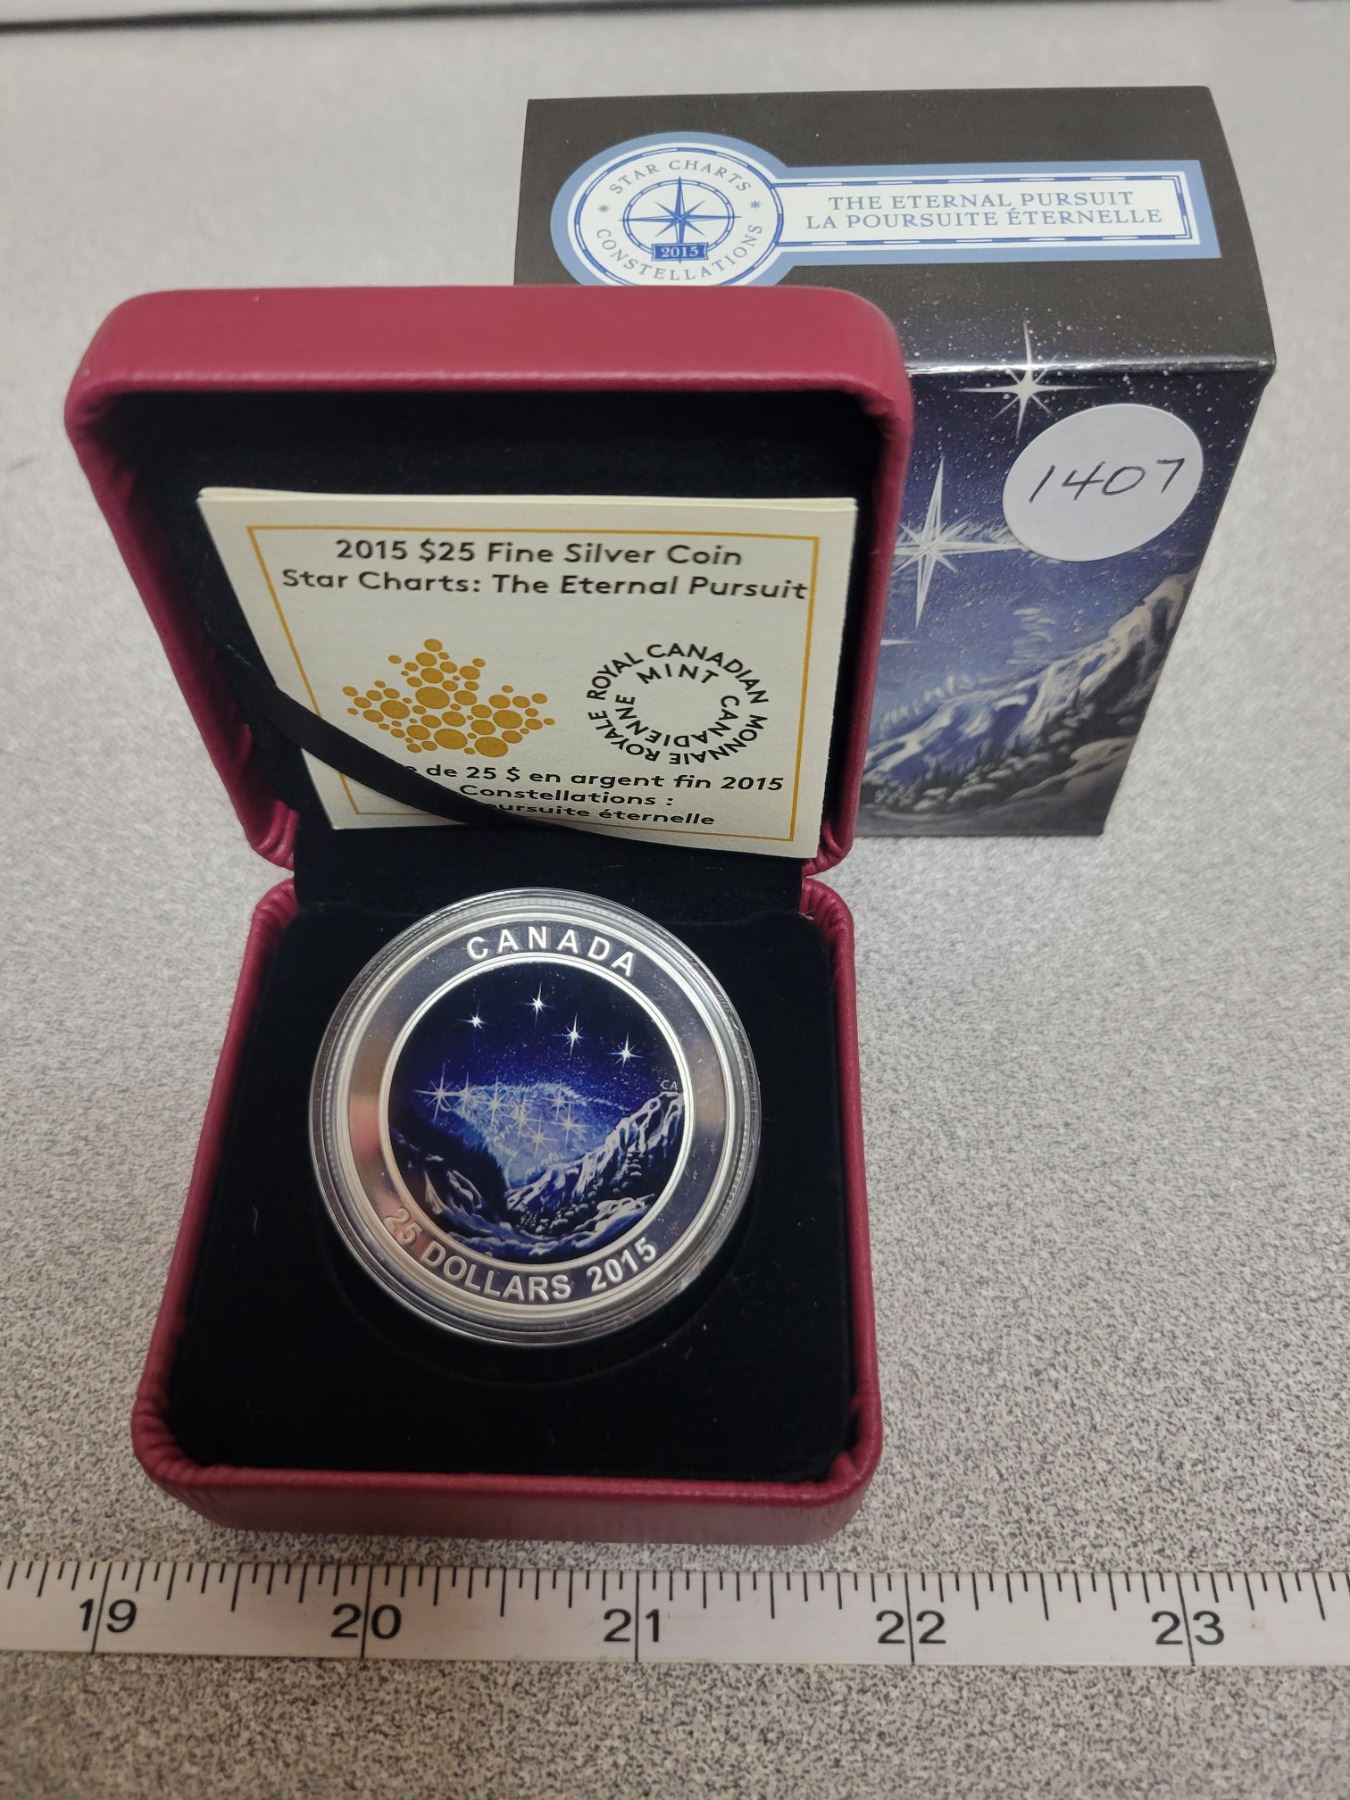 STAR CHARTS
CONSTELLATIONS
2015
THE ETERNAL PURSUIT
LA POURSUITE ÉTERNELLE
1407
2015 $25 Fine Silver Coin
Star Charts: The Eternal Pursuit
ROYAL CANADIAN MINT
MONNAIE ROYALE CANADIENNE
de 25 $ en argent fin 2015
Constellations :
éternelle
CANADA
CA
25 DOLLARS 2015
19 20 21 22 23